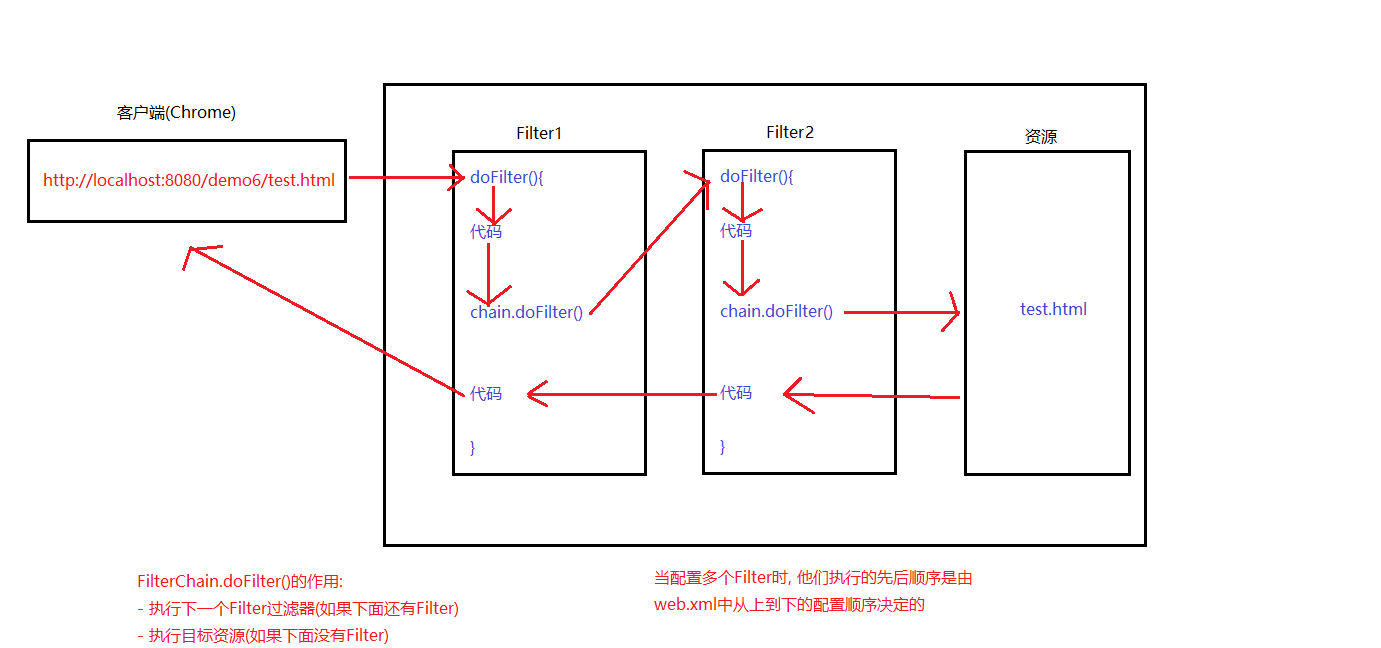 客户端(Chrome)
http://localhost:8080/demo6/test.html
Filter1
doFilter(){
代码
chain.doFilter()
代码
}
Filter2
doFilter(){
代码
chain.doFilter()
代码
}
资源
test.html
FilterChain.doFilter()的作用:
- 执行下一个Filter过滤器(如果下面还有Filter)
- 执行目标资源(如果下面没有Filter)
当配置多个Filter时, 他们执行的先后顺序是由
web.xml中从上到下的配置顺序决定的